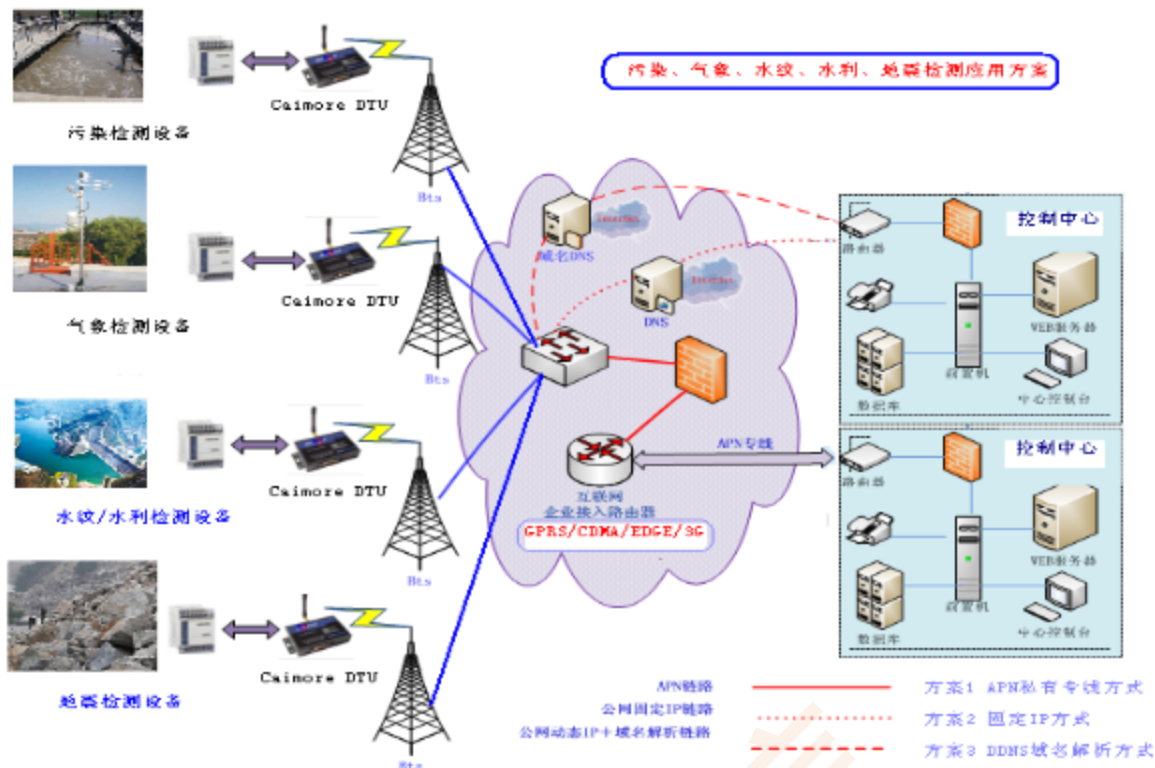 污染、气象、水纹、水利、地震检测应用方案
Caimore DTU
污染检测设备
Bts
Caimore DTU
气象检测设备
Bts
Caimore DTU
水纹/水利检测设备
Bts
Caimore DTU
地震检测设备
Bts
Internet
域名DNS
Internet
DNS
APN专线
互联网
企业接入路由器
GPRS/CDMA/EDGE/3G
控制中心
路由器
WEB服务器
前置机
数据库
中心控制台
控制中心
路由器
WEB服务器
前置机
数据库
中心控制台
APN链路
方案1 APN私有专线方式
公网固定IP链路
方案2 固定IP方式
公网动态IP+域名解析链路
方案3 DDNS域名解析方式